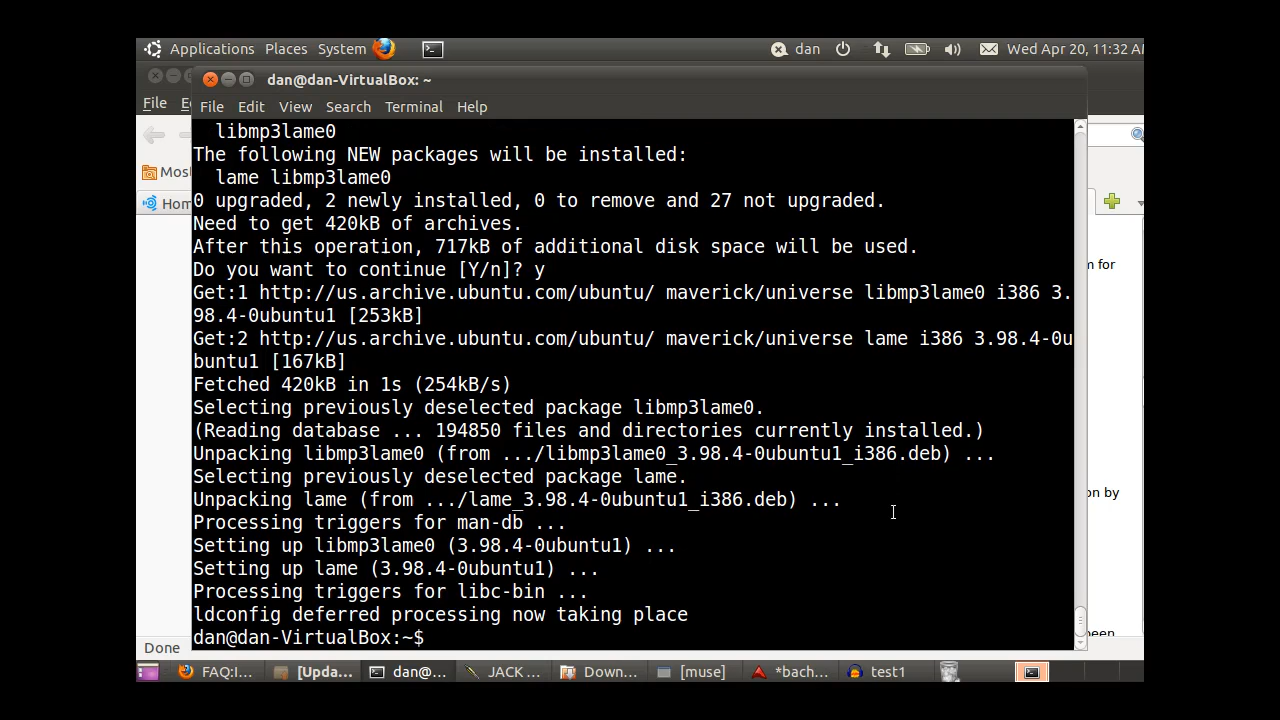 Applications Places System dan Wed Apr 20, 11:32 AM
dan@dan-VirtualBox: ~
File
File Edit View Search Terminal Help
libmp3lame0
The following NEW packages will be installed:
lame libmp3lame0
0 upgraded, 2 newly installed, 0 to remove and 27 not upgraded.
Need to get 420kB of archives.
After this operation, 717kB of additional disk space will be used.
Do you want to continue [Y/n]? y
Get:1 http://us.archive.ubuntu.com/ubuntu/ maverick/universe libmp3lame0 i386 3.
98.4-0ubuntu1 [253kB]
Get:2 http://us.archive.ubuntu.com/ubuntu/ maverick/universe lame i386 3.98.4-0u
buntu1 [167kB]
Fetched 420kB in 1s (254kB/s)
Selecting previously deselected package libmp3lame0.
(Reading database ... 194850 files and directories currently installed.)
Unpacking libmp3lame0 (from .../libmp3lame0_3.98.4-0ubuntu1_i386.deb) ...
Selecting previously deselected package lame.
Unpacking lame (from .../lame_3.98.4-0ubuntu1_i386.deb) ...
Processing triggers for man-db ...
Setting up libmp3lame0 (3.98.4-0ubuntu1) ...
Setting up lame (3.98.4-0ubuntu1) ...
Processing triggers for libc-bin ...
ldconfig deferred processing now taking place
dan@dan-VirtualBox:~$
Mos
Hom
m for
on by
Done
FAQ:I... [Upda... dan@... JACK ... Down... [muse] *bach... test1